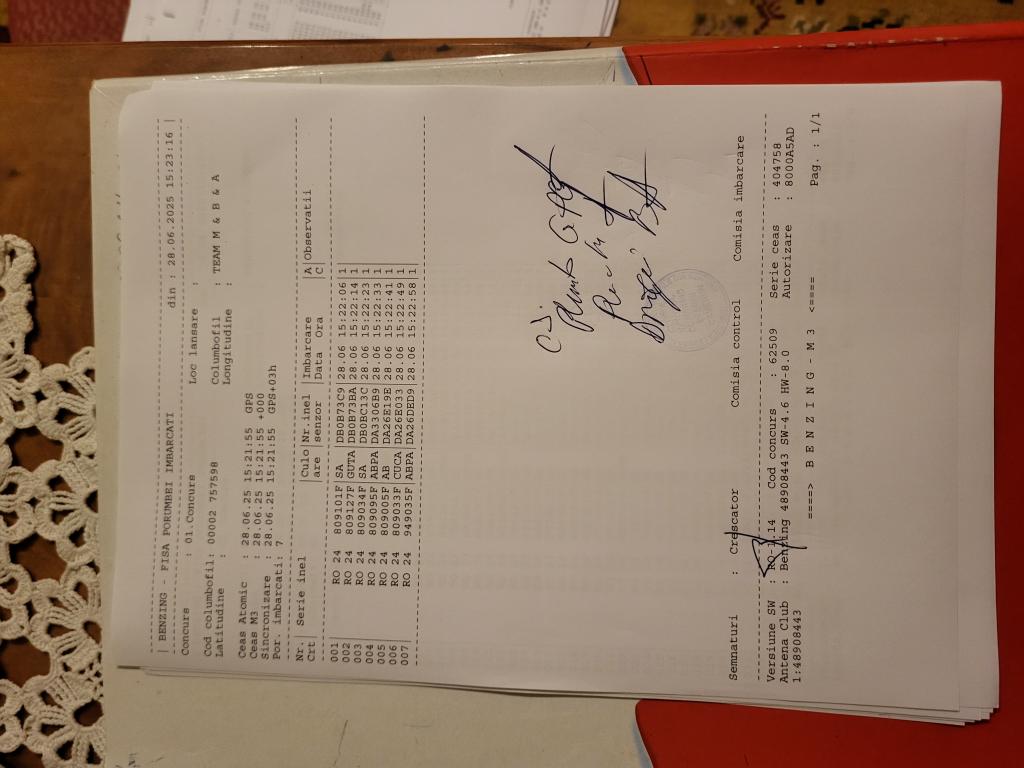 | BENZING - FISA PORUMBEI IMBARCATI din : 28.06.2025 15:23:16 |
Concurs : 01.Concurs Loc lansare :
Cod columbofil: 00002 757598 Columbofil : TEAM M & B & A
Latitudine : Longitudine :
Ceas Atomic : 28.06.25 15:21:55 GPS
Ceas M3 : 28.06.25 15:21:55 +000
Sincronizare : 28.06.25 15:21:55 GPS+03h
Por. imbarcati: 7
Nr.| Serie inel |Culo|Nr.inel |Imbarcare |A|Observatii
Crt| |are |senzor |Data Ora |C|
001| RO 24 809101F |SA |DB0B73C9|28.06 15:22:06|1
002| RO 24 809127F |GUTA|DB0B73BA|28.06 15:22:14|1
003| RO 24 809034F |SA |DB0BC13C|28.06 15:22:23|1
004| RO 24 809095F |ABPA|DA3306B9|28.06 15:22:33|1
005| RO 24 809005F |AB |DA26E19E|28.06 15:22:41|1
006| RO 24 809033F |CUCA|DA26E033|28.06 15:22:49|1
007| RO 24 949035F |ABPA|DA26DED9|28.06 15:22:58|1
Semnaturi : Crescator Comisia control Comisia imbarcare
Versiune SW : RO-1.14 Cod concurs : 62509 Serie ceas : 404758
Antena Club : Benzing 48908443 SW-4.6 HW-8.0 Autorizare : 8000A5AD
1:48908443
====> B E N Z I N G - M 3 <==== Pag. : 1/1